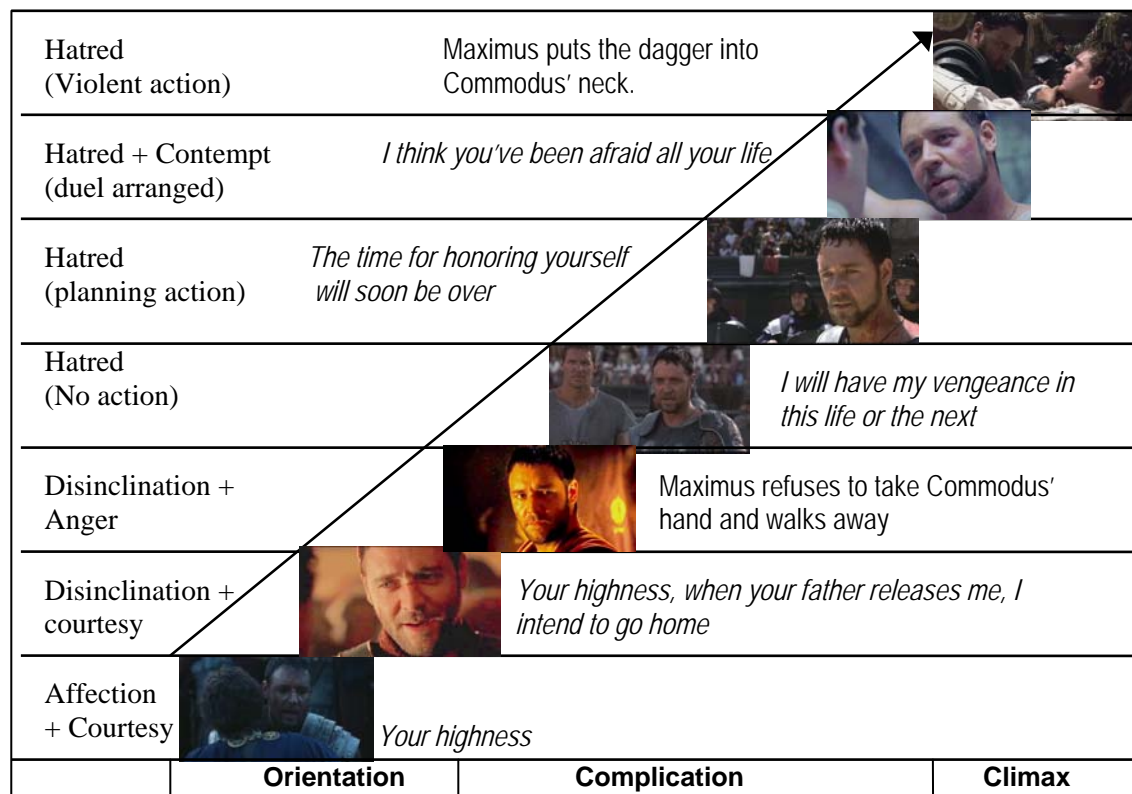 Hatred
(Violent action)
Maximus puts the dagger into
Commodus’ neck.
Hatred + Contempt
(duel arranged)
I think you’ve been afraid all your life
Hatred
(planning action)
The time for honoring yourself
will soon be over
Hatred
(No action)
I will have my vengeance in
this life or the next
Disinclination +
Anger
Maximus refuses to take Commodus’
hand and walks away
Disinclination +
courtesy
Your highness, when your father releases me, I
intend to go home
Affection
+ Courtesy
Your highness
Orientation
Complication
Climax